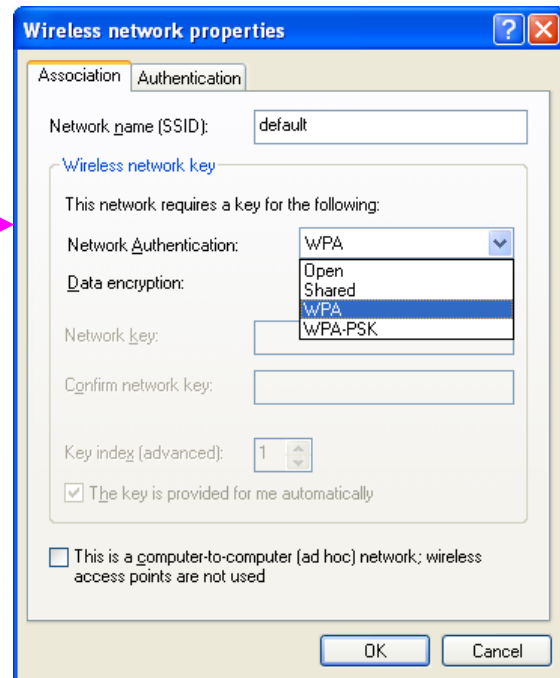 Wireless network properties
Association Authentication
Network name (SSID): default
Wireless network key
This network requires a key for the following:
Network Authentication: WPA
Open
Data encryption: Shared
WPA
Network key: WPA-PSK
Confirm network key:
Key index (advanced): 1
The key is provided for me automatically
This is a computer-to-computer (ad hoc) network; wireless
access points are not used
OK Cancel